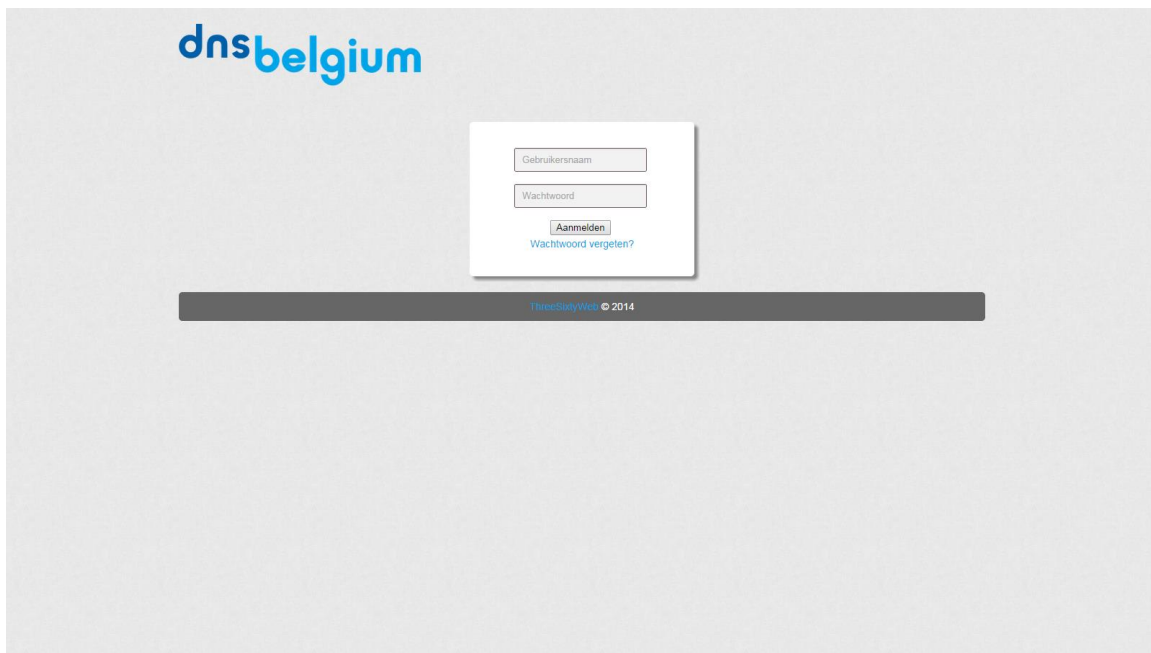 dnsbelgium
Gebruikersnaam
Wachtwoord
Aanmelden
Wachtwoord vergeten?
ThreeSixtyWeb © 2014